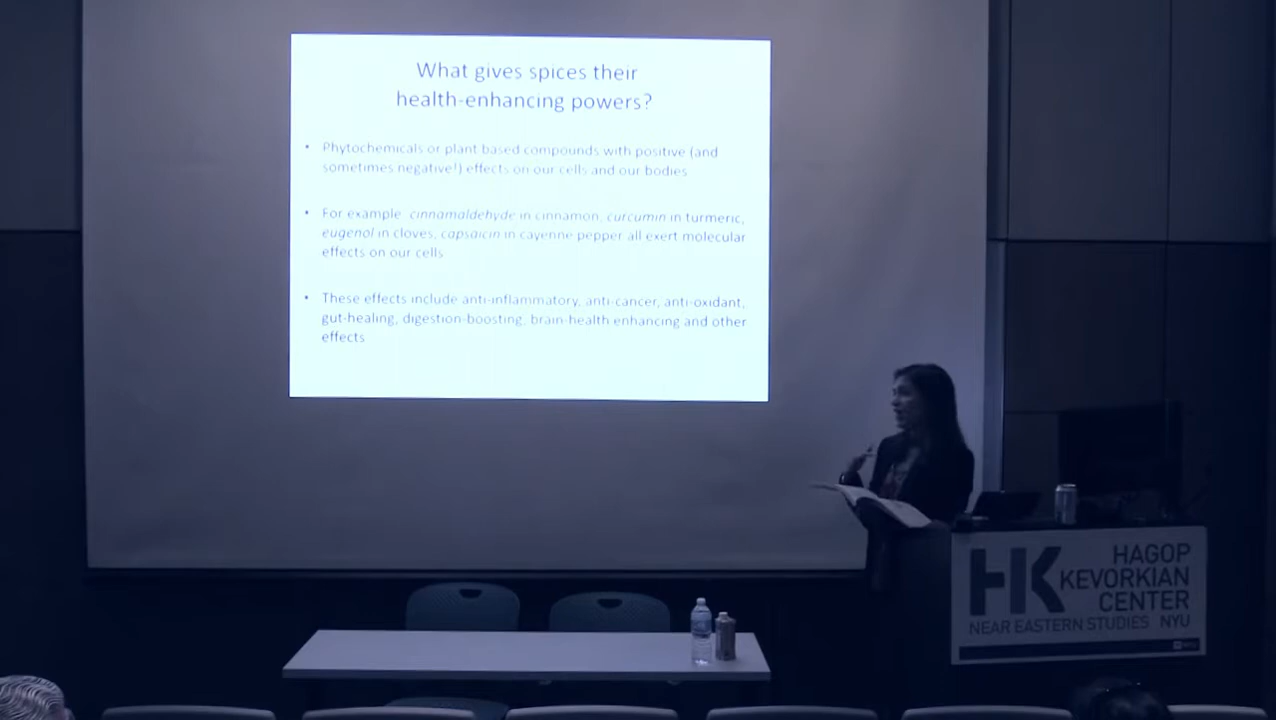 What gives spices their
health-enhancing powers?
• Phytochemicals or plant based compounds with positive (and
sometimes negative!) effects on our cells and our bodies
• For example cinnamaldehyde in cinnamon, curcumin in turmeric,
eugenol in cloves, capsaicin in cayenne pepper all exert molecular
effects on our cells
• These effects include anti-inflammatory, anti-cancer, anti-oxidant,
gut-healing, digestion-boosting, brain-health enhancing and other
effects
HK
HAGOP
KEVORKIAN
CENTER
NEAR EASTERN STUDIES NYU